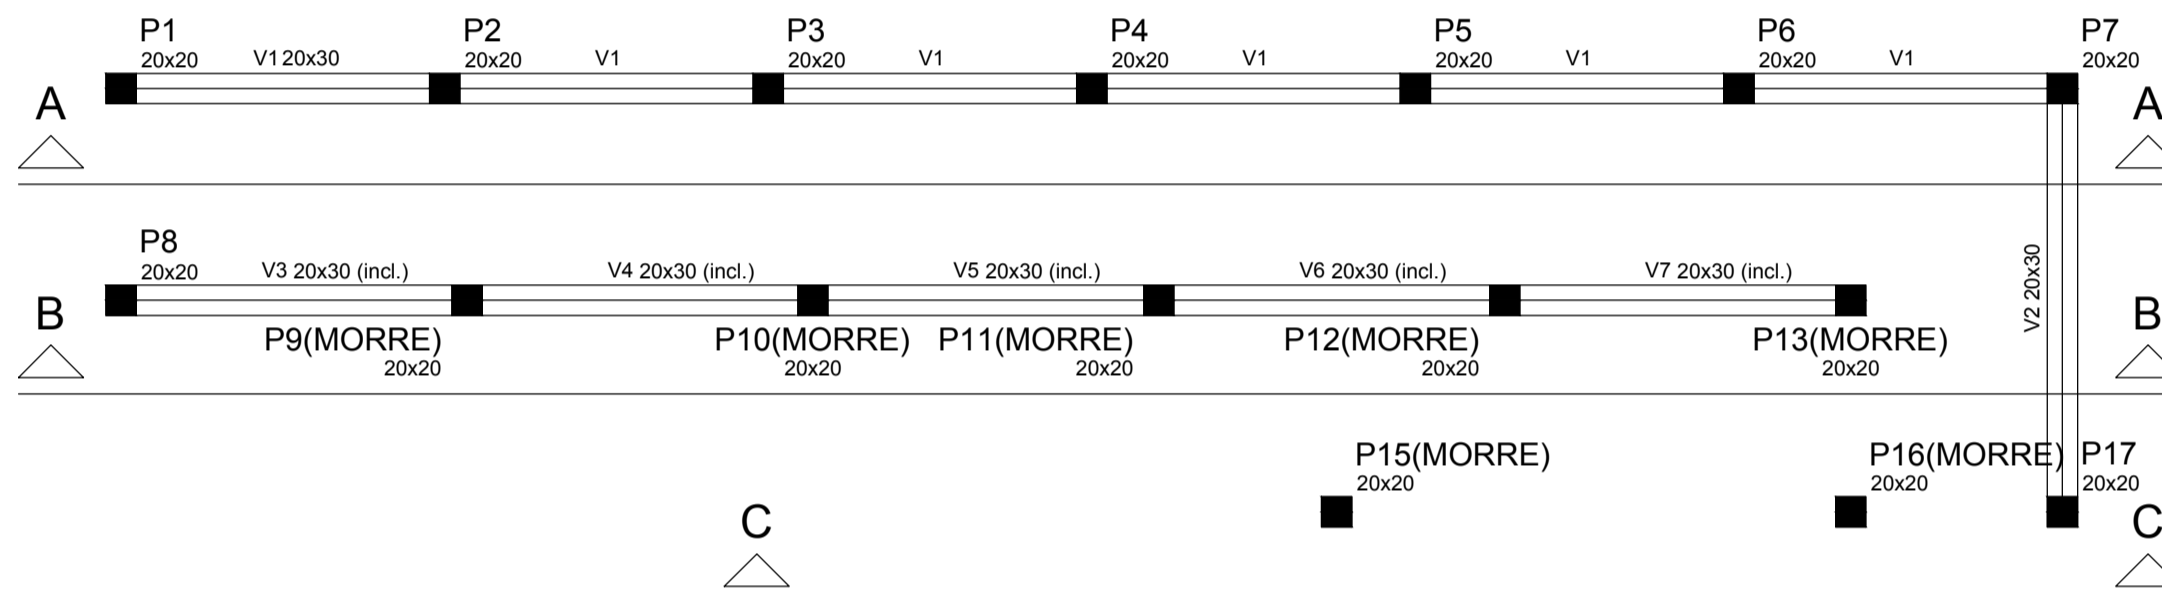 P1 P2 P3 P4 P5 P6 P7
20x20 V1 20x30 20x20 V1 20x20 V1 20x20 V1 20x20 V1 20x20 V1 20x20
A A
P8
20x20 V3 20x30 (incl.) V4 20x30 (incl.) V5 20x30 (incl.) V6 20x30 (incl.) V7 20x30 (incl.)
V2 20x30
B B
P9(MORRE) P10(MORRE) P11(MORRE) P12(MORRE) P13(MORRE)
20x20 20x20 20x20 20x20 20x20
P15(MORRE) P16(MORRE) P17
20x20 20x20 20x20
C C